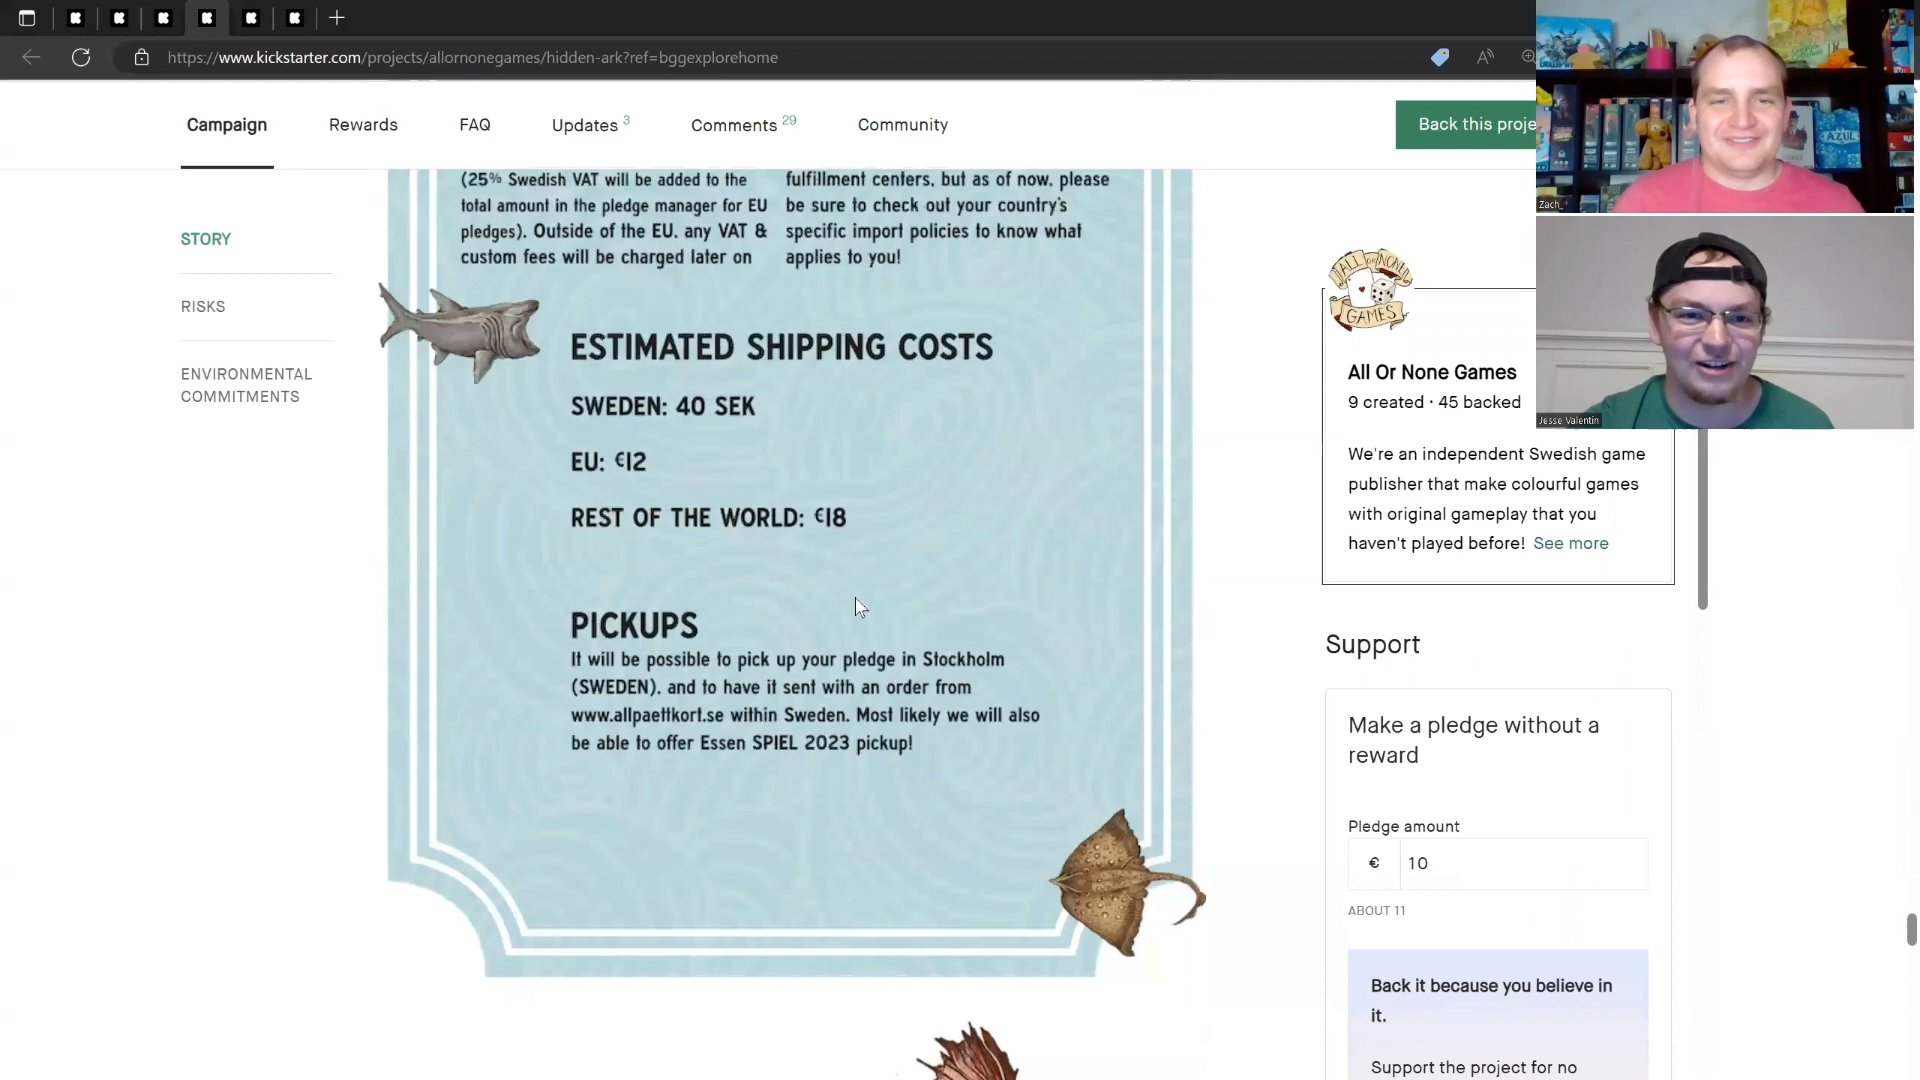 https://www.kickstarter.com/projects/allornonegames/hidden-ark?ref=bggexplorehome
Campaign
Rewards
FAQ
Updates 3
Comments 29
Community
Back this proje
STORY
RISKS
ENVIRONMENTAL
COMMITMENTS
(25% Swedish VAT will be added to the
total amount in the pledge manager for EU
pledges). Outside of the EU, any VAT &
custom fees will be charged later on
fulfillment centers, but as of now, please
be sure to check out your country's
specific import policies to know what
applies to you!
ESTIMATED SHIPPING COSTS
SWEDEN: 40 SEK
EU: €12
REST OF THE WORLD: €18
PICKUPS
It will be possible to pick up your pledge in Stockholm
(SWEDEN), and to have it sent with an order from
www.allpaettkort.se within Sweden. Most likely we will also
be able to offer Essen SPIEL 2023 pickup!
ALL OR NONE
GAMES
All Or None Games
9 created · 45 backed
We're an independent Swedish game
publisher that make colourful games
with original gameplay that you
haven't played before! See more
Support
Make a pledge without a
reward
Pledge amount
€ 10
ABOUT 11
Back it because you believe in
it.
Support the project for no
Zach_
AZUL
Jesse Valentin